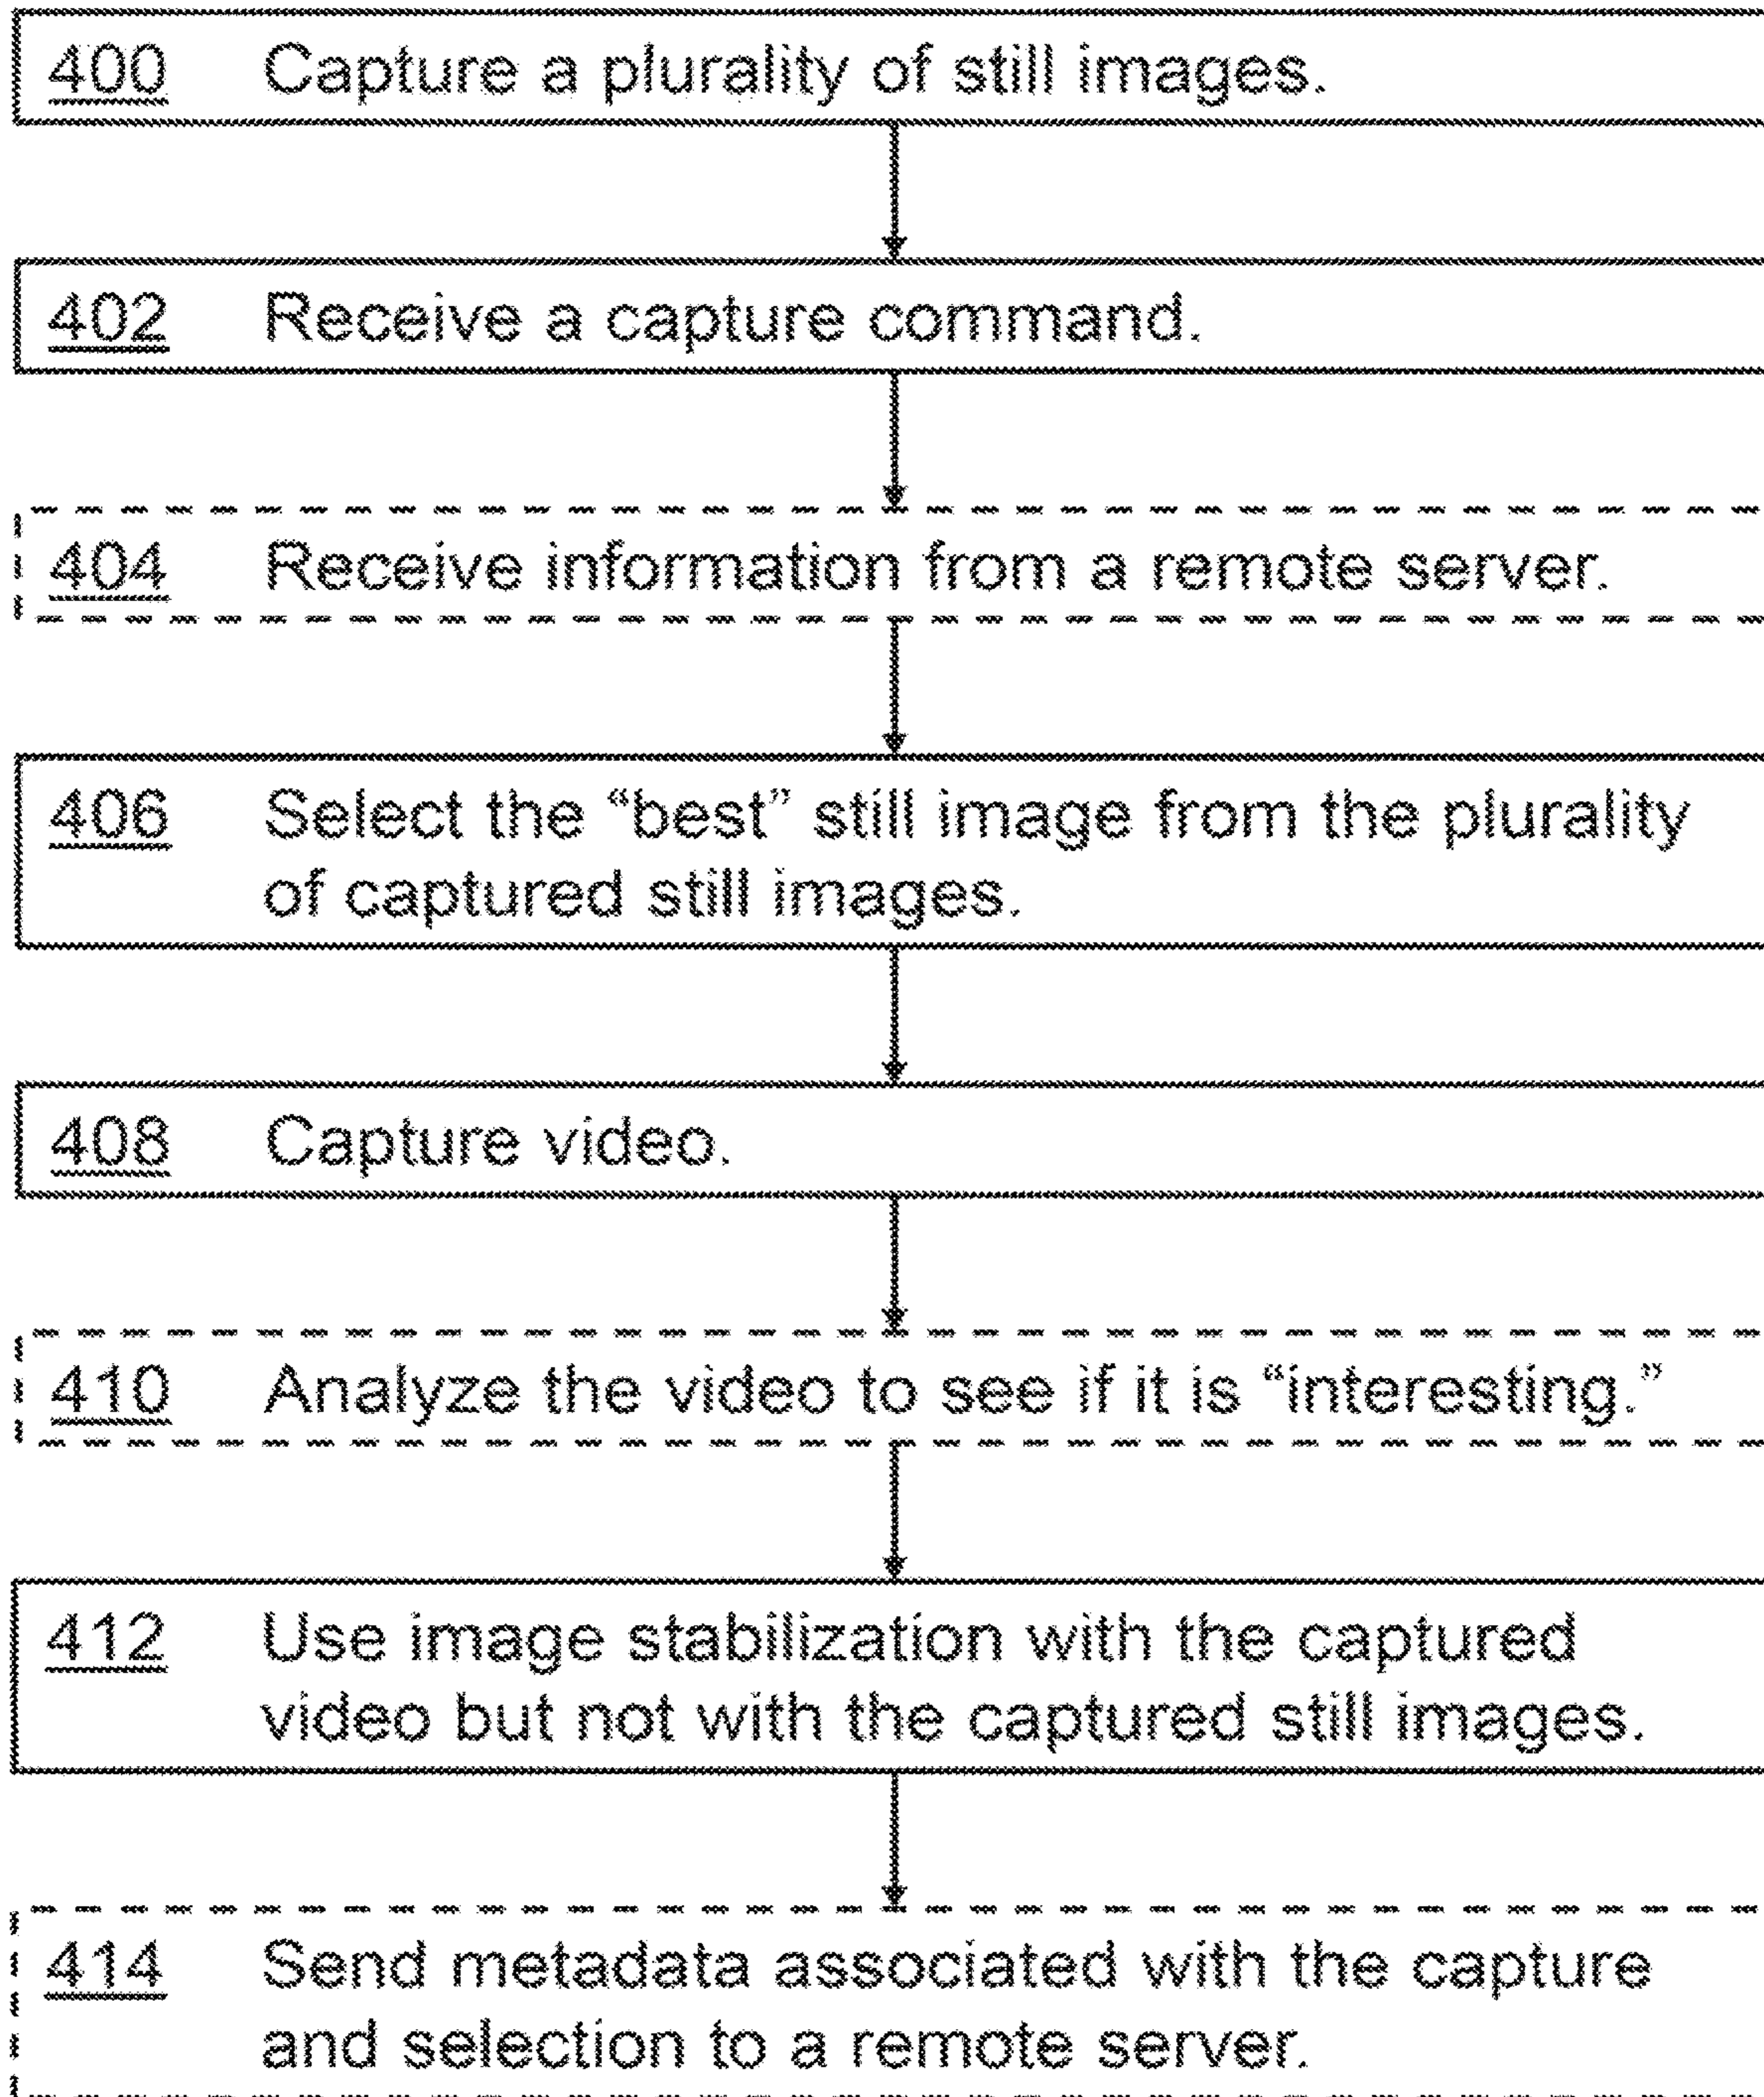 400 Capture a plurality of still images.
402 Receive a capture command.
404 Receive information from a remote server.
406 Select the “best” still image from the plurality
of captured still images.
408 Capture video.
410 Analyze the video to see if it is “interesting.”
412 Use image stabilization with the captured
video but not with the captured still images.
414 Send metadata associated with the capture
and selection to a remote server.